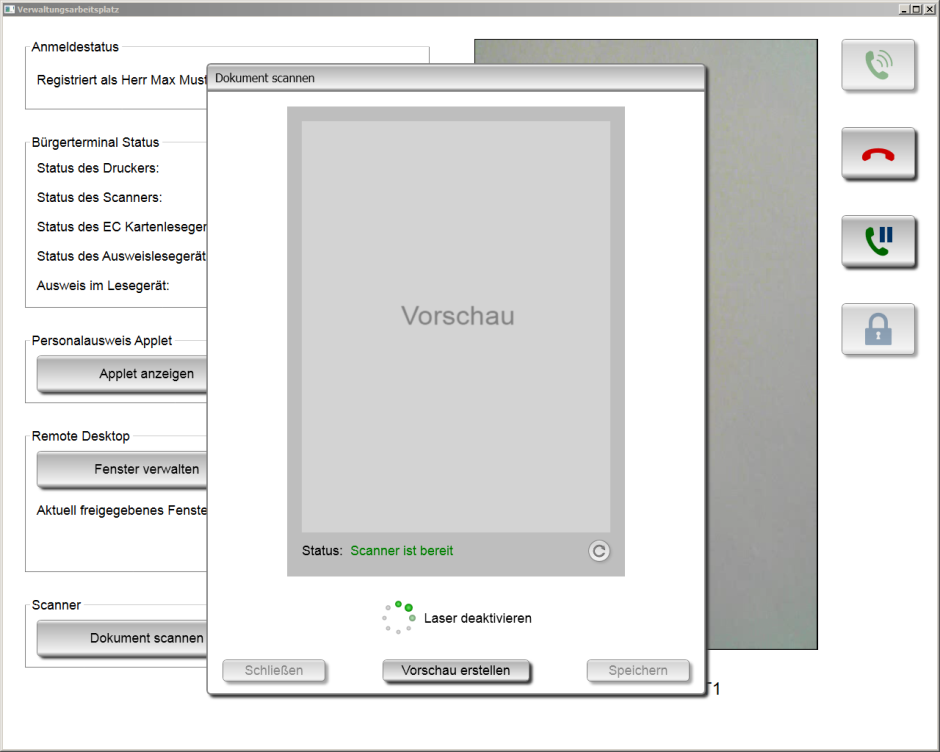 Verwaltungsarbeitsplatz
Anmeldestatus
Registriert als Herr Max Must
Bürgerterminal Status
Status des Druckers:
Status des Scanners:
Status des EC Kartenleseger
Status des Ausweislesegerät
Ausweis im Lesegerät:
Personalausweis Applet
Applet anzeigen
Remote Desktop
Fenster verwalten
Aktuell freigegebenes Fenste
Scanner
Dokument scannen
Dokument scannen
Vorschau
Status: Scanner ist bereit
Laser deaktivieren
Schließen
Vorschau erstellen
Speichern
T1